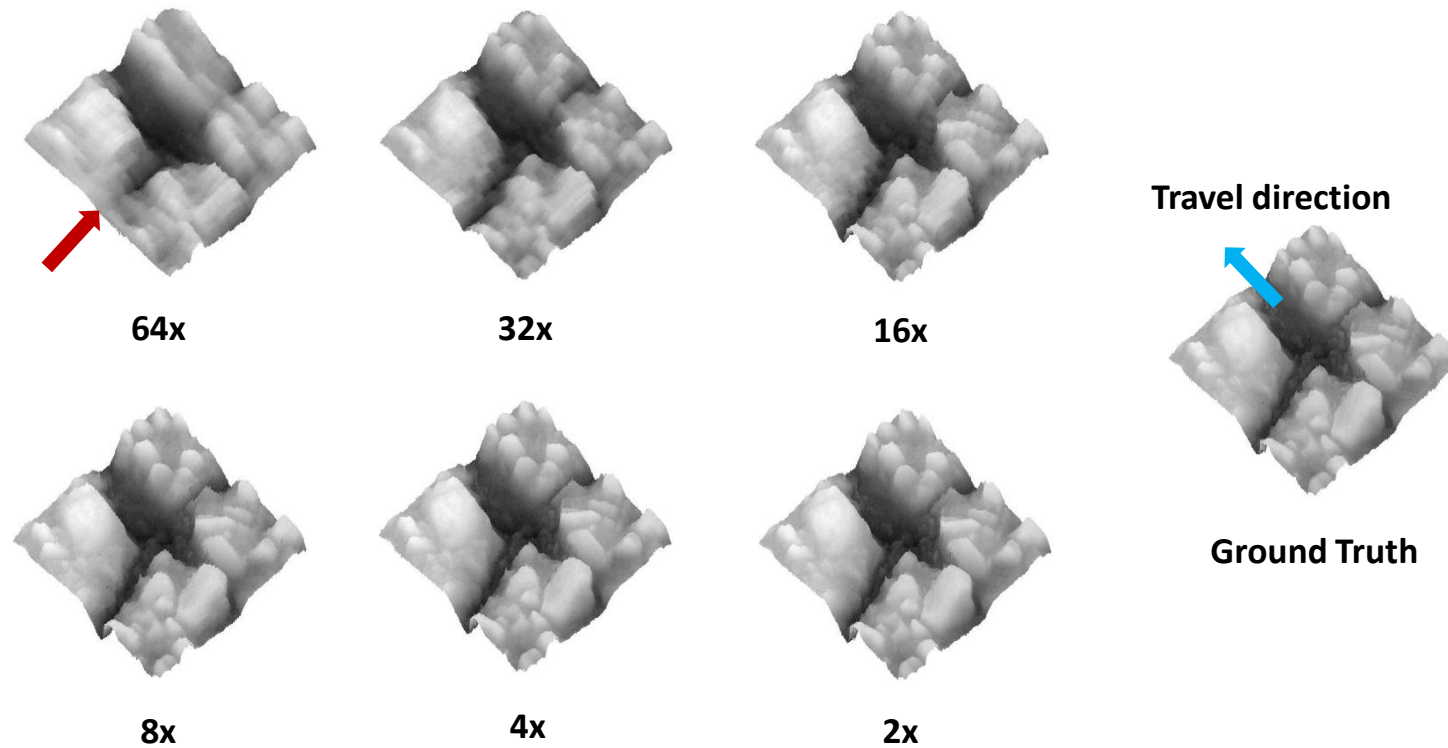 64x
32x
16x
Travel direction
8x
4x
2x
Ground Truth